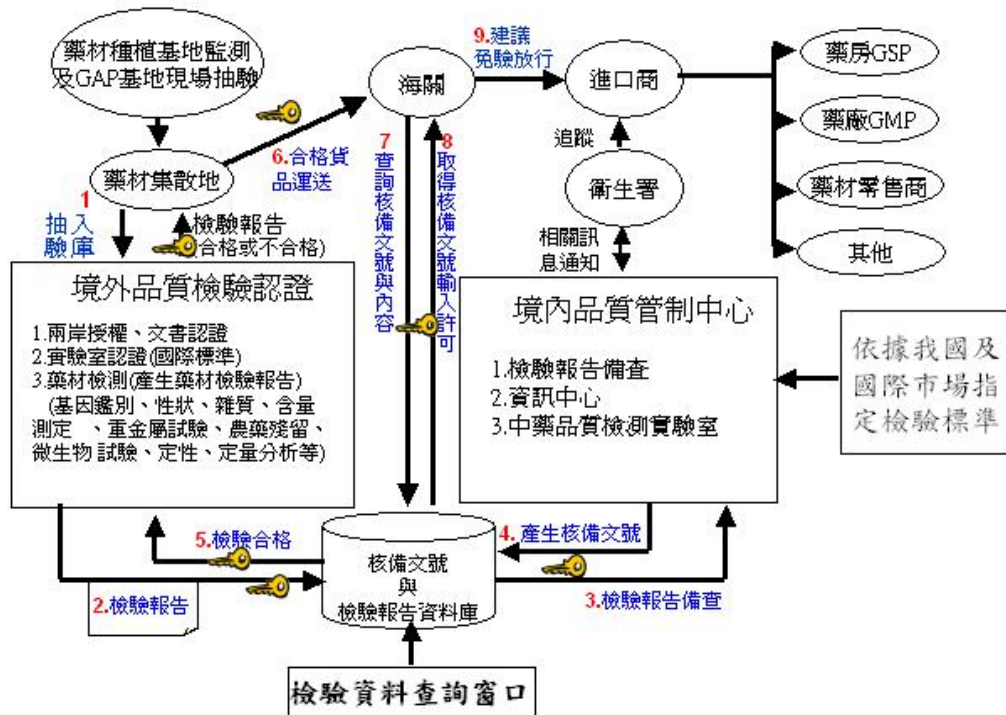 藥材種植基地監測
及GAP基地現場抽驗
海關
9.建議
免驗放行
進口商
藥房GSP
藥廠GMP
藥材零售商
其他
追蹤
衛生署
相關訊
息通知
6.合格貨
品運送
藥材集散地
1
抽入
驗庫
檢驗報告
(合格或不合格)
7
查詢核備文號與內容
8
取得核備文號輸入許可
境外品質檢驗認證
1.兩岸授權、文書認證
2.實驗室認證(國際標準)
3.藥材檢測(產生藥材檢驗報告)
(基因鑑別、性狀、雜質、含量
測定 、重金屬試驗、農藥殘留、
微生物 試驗、定性、定量分析等)
境內品質管制中心
1.檢驗報告備查
2.資訊中心
3.中藥品質檢測實驗室
依據我國及
國際市場指
定檢驗標準
5.檢驗合格
4.產生核備文號
2.檢驗報告
3.檢驗報告備查
核備文號
與
檢驗報告資料庫
檢驗資料查詢窗口